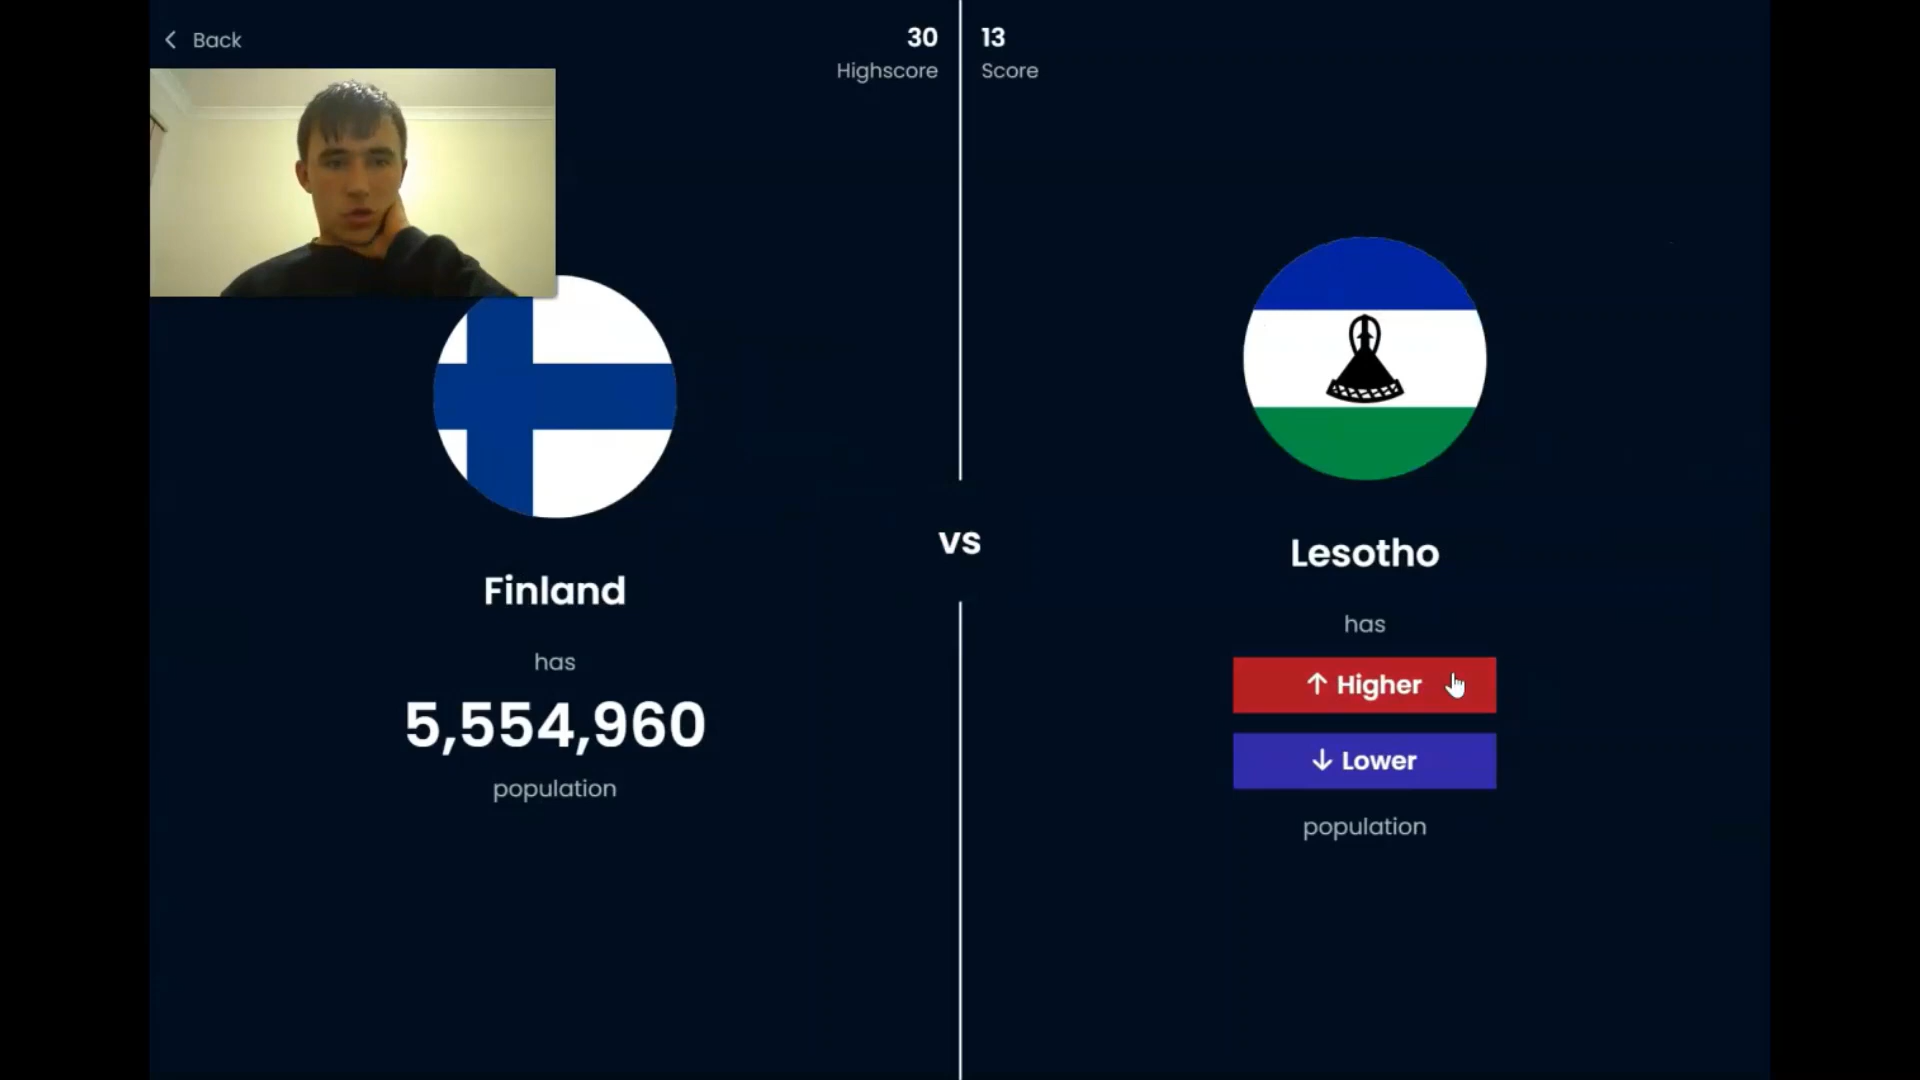 Back
30
Highscore
13
Score
vs
Finland
has
5,554,960
population
Lesotho
has
↑ Higher
↓ Lower
population